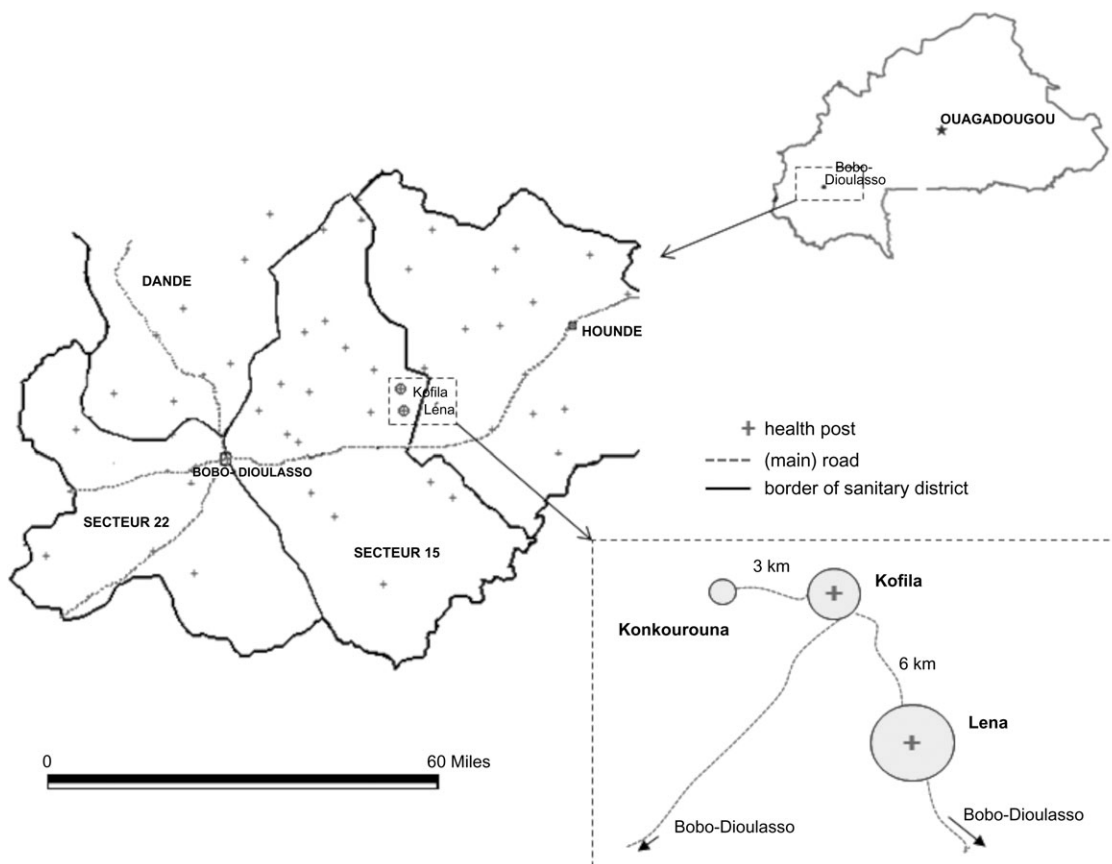 OUAGADOUGOU
Bobo-
Dioulasso
DANDE
HOUNDE
Kofila
Léna
BOBO- DIOULASSO
SECTEUR 22
SECTEUR 15
health post
(main) road
border of sanitary district
3 km
Kofila
Konkourouna
6 km
Lena
0
60 Miles
Bobo-Dioulasso
Bobo-Dioulasso